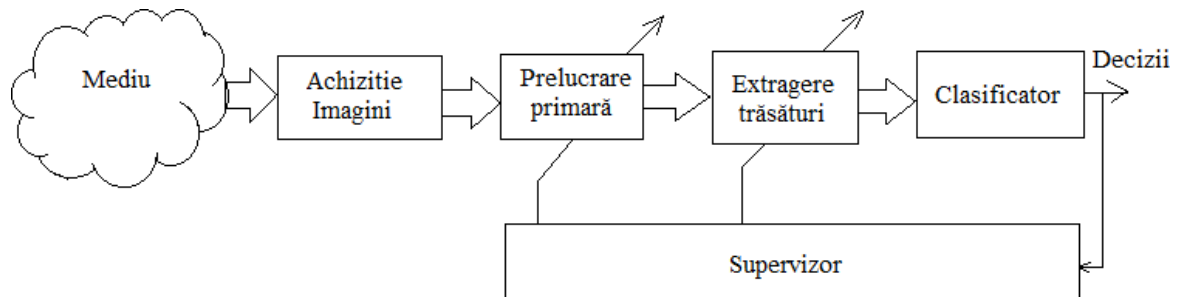 Mediu
Achizitie
Imagini
Prelucrare
primară
Extragere
trăsături
Clasificator
Decizii
Supervizor